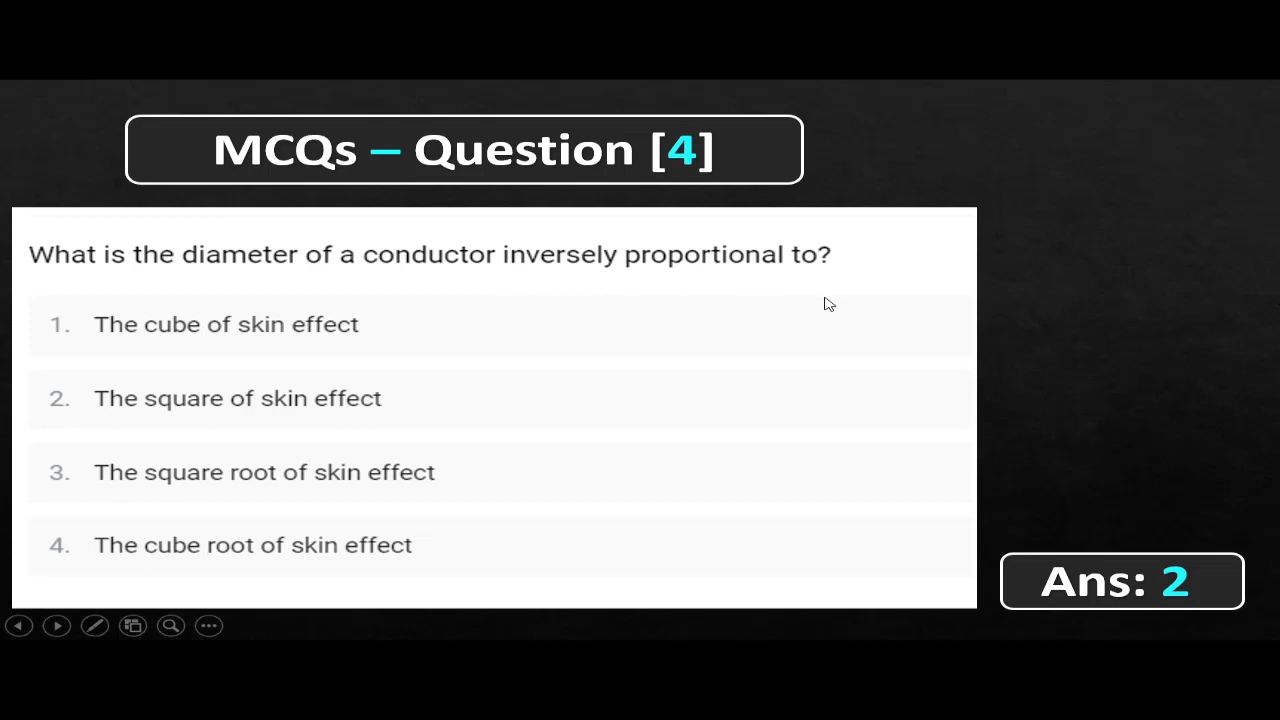 MCQs – Question [4]
What is the diameter of a conductor inversely proportional to?
1. The cube of skin effect
2. The square of skin effect
3. The square root of skin effect
4. The cube root of skin effect
Ans: 2